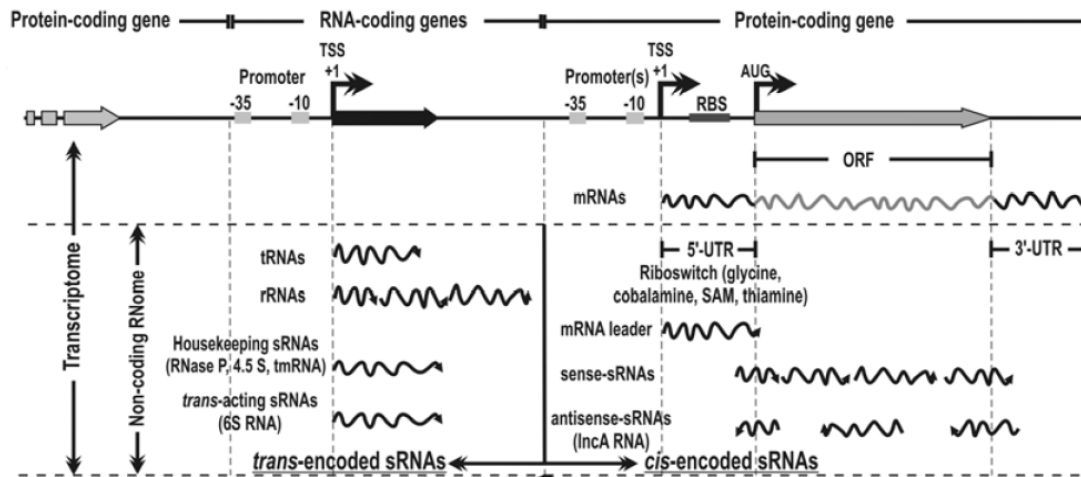 Protein-coding gene
RNA-coding genes
Protein-coding gene
TSS
+1
Promoter
-35
-10
TSS
+1
Promoter(s)
-35
-10
RBS
AUG
ORF
mRNAs
Transcriptome
Non-coding RNome
tRNAs
rRNAs
Housekeeping sRNAs
(RNase P, 4.5 S, tmRNA)
trans-acting sRNAs
(6S RNA)
trans-encoded sRNAs
5'-UTR
3'-UTR
Riboswitch (glycine,
cobalamine, SAM, thiamine)
mRNA leader
sense-sRNAs
antisense-sRNAs
(IncA RNA)
cis-encoded sRNAs